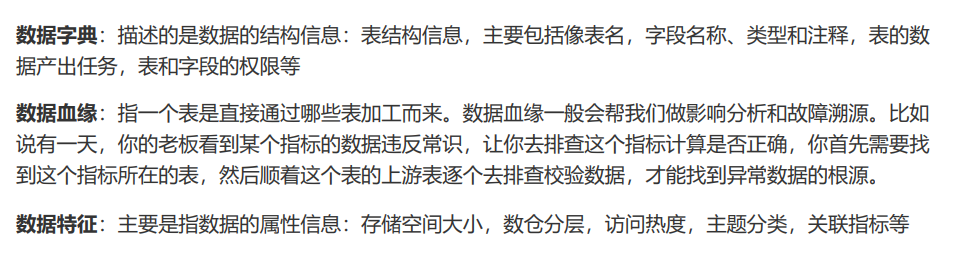 数据字典：描述的是数据的结构信息：表结构信息，主要包括像表名，字段名称、类型和注释，表的数
据产出任务，表和字段的权限等
数据血缘：指一个表是直接通过哪些表加工而来。数据血缘一般会帮我们做影响分析和故障溯源。比如
说有一天，你的老板看到某个指标的数据违反常识，让你去排查这个指标计算是否正确，你首先需要找
到这个指标所在的表，然后顺着这个表的上游表逐个去排查校验数据，才能找到异常数据的根源。
数据特征：主要是指数据的属性信息：存储空间大小，数仓分层，访问热度，主题分类，关联指标等